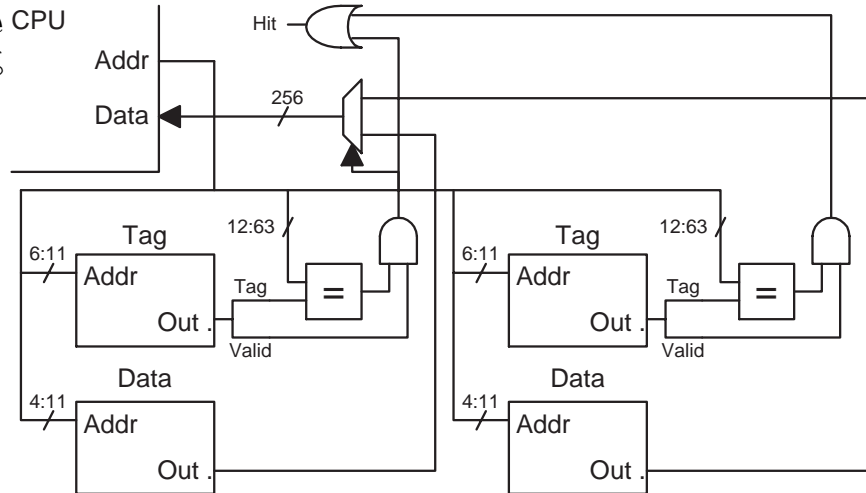 CPU
Hit
Addr
256
Data
Tag
12:63
6:11
Addr
Tag
=
Out .
Valid
Data
4:11
Addr
Out .
Tag
12:63
6:11
Addr
Tag
=
Out .
Valid
Data
4:11
Addr
Out .